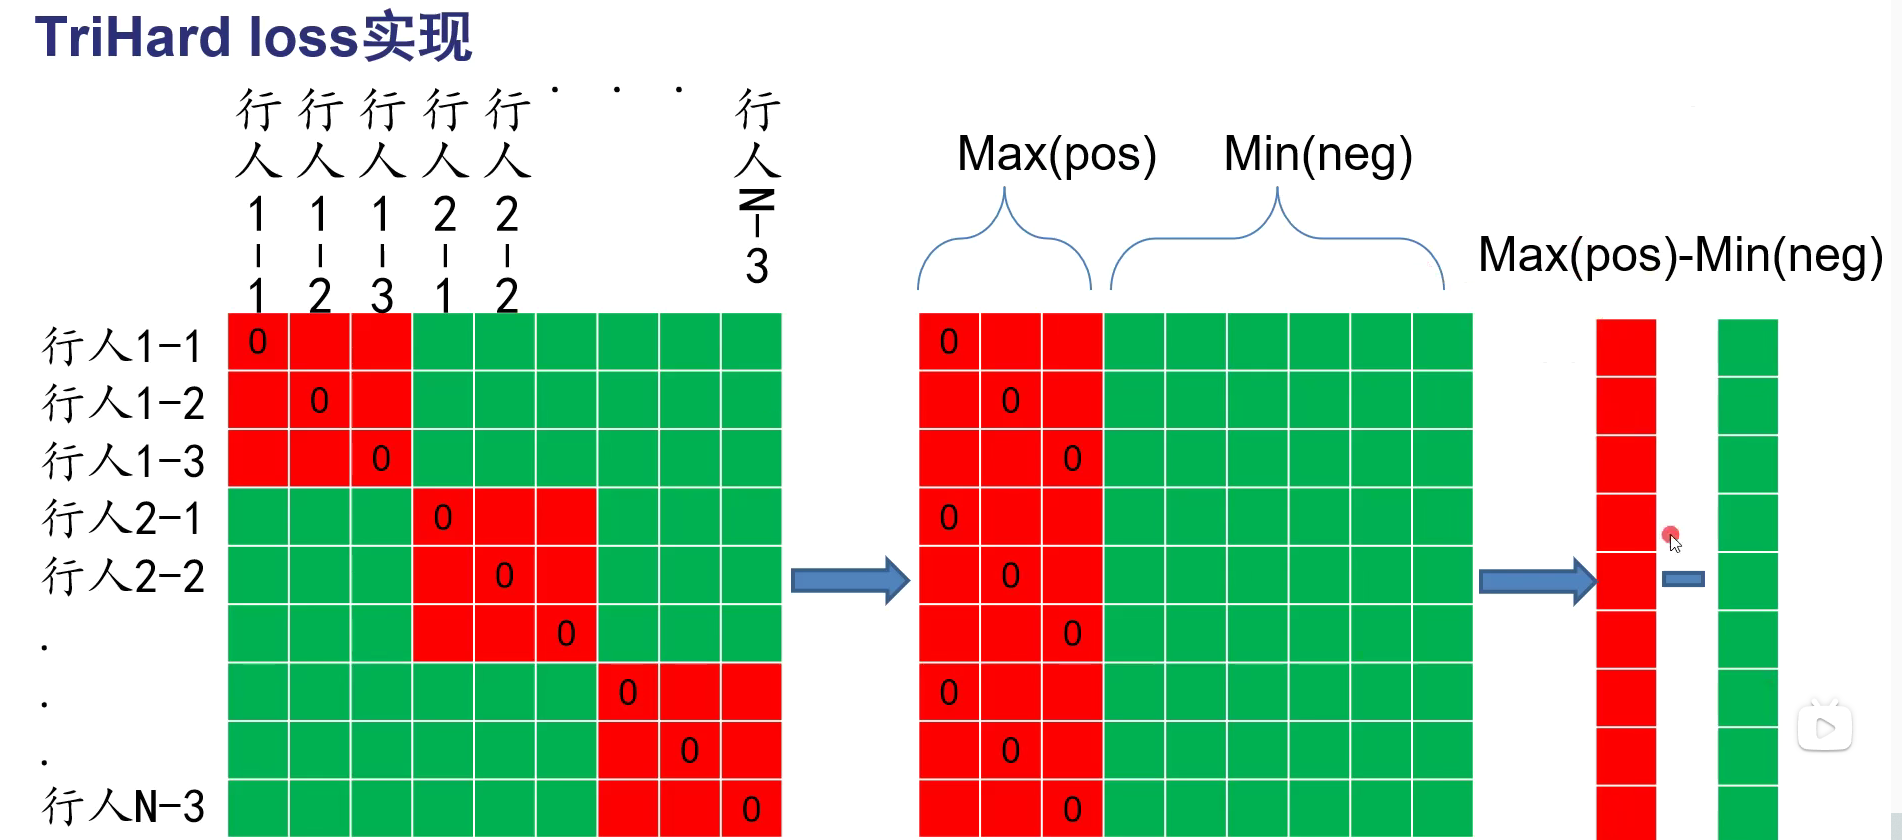 TriHard loss实现
行人1-1 行人1-2 行人1-3 行人2-1 行人2-2 . . . 行人N-3
Max(pos) Min(neg)
Max(pos)-Min(neg)
行人1-1 0 0
行人1-2 0 0
行人1-3 0 0
行人2-1 0 0
行人2-2 0 0
. 0 0
. 0 0
. 0 0
行人N-3 0 0